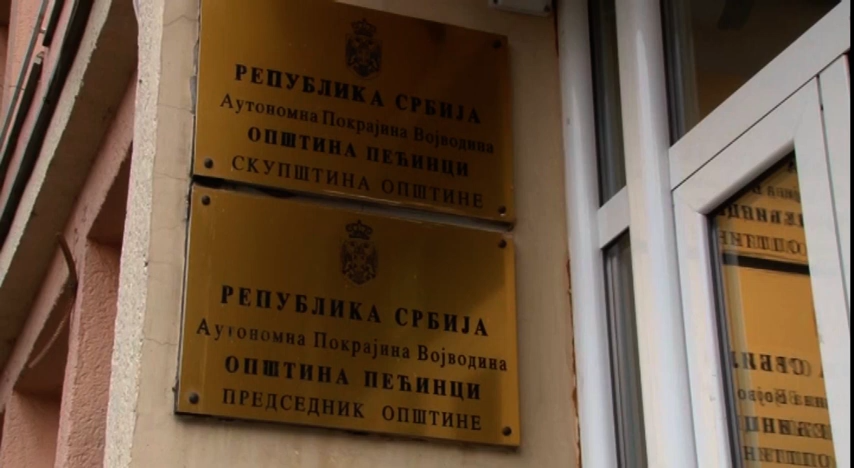 РЕПУБЛИКА СРБИЈА
Аутономна Покрајина Војводина
ОПШТИНА ПЕЋИНЦИ
СКУПШТИНА ОПШТИНЕ
РЕПУБЛИКА СРБИЈА
Аутономна Покрајина Војводина
ОПШТИНА ПЕЋИНЦИ
ПРЕДСЕДНИК ОПШТИНЕ